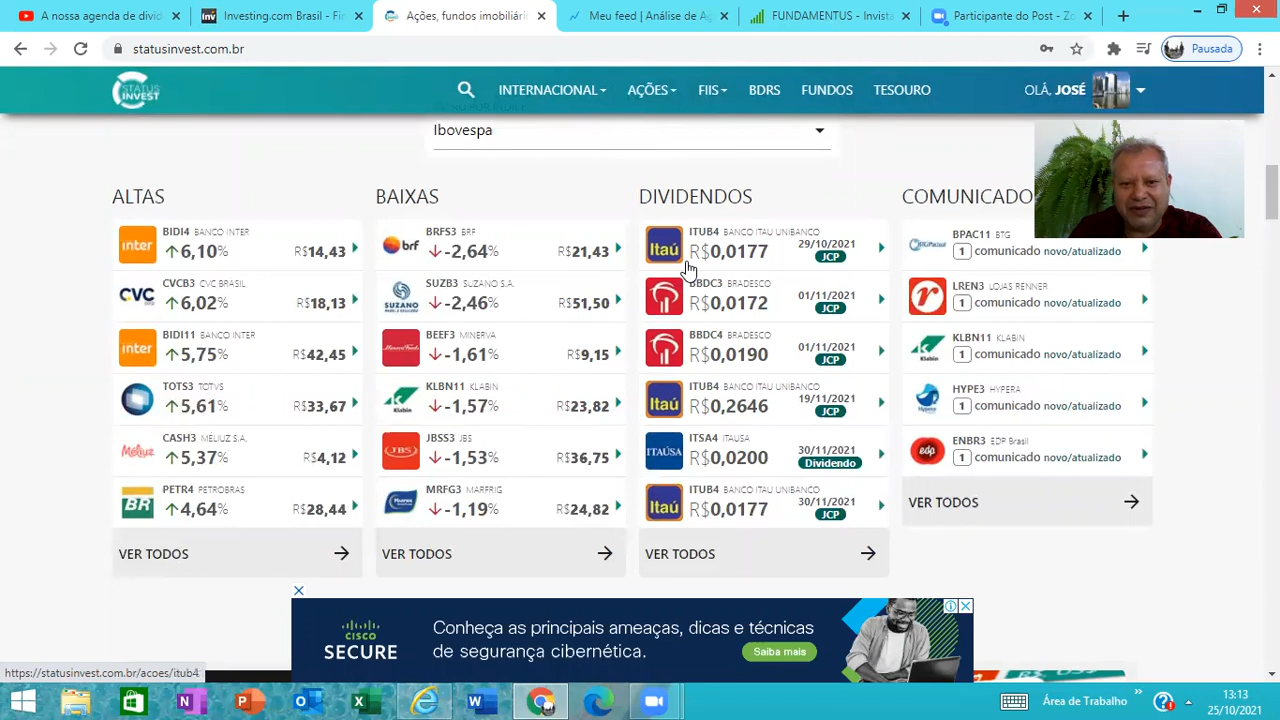 A nossa agenda de divid
Investing.com Brasil - Fin
Ações, fundos imobiliári
Meu feed | Análise de Aç
FUNDAMENTUS - Invista
Participante do Post - Zo
statusinvest.com.br
Pausada
STATUS INVEST
INTERNACIONAL
AÇÕES
FIIS
BDRS
FUNDOS
TESOURO
OLÁ, JOSÉ
Ibovespa
ALTAS
BIDI4 BANCO INTER
6,10% R$14,43
CVCB3 CVC BRASIL
6,02% R$18,13
BIDI11 BANCO INTER
5,75% R$42,45
TOTS3 TOTVS
5,61% R$33,67
CASH3 MÉLIUZ S.A.
5,37% R$4,12
PETR4 PETROBRAS
4,64% R$28,44
VER TODOS
BAIXAS
BRFS3 BRF
-2,64% R$21,43
SUZB3 SUZANO S.A.
-2,46% R$51,50
BEEF3 MINERVA
-1,61% R$9,15
KLBN11 KLABIN
-1,57% R$23,82
JBSS3 JBS
-1,53% R$36,75
MRFG3 MARFRIG
-1,19% R$24,82
VER TODOS
DIVIDENDOS
ITUB4 BANCO ITAU UNIBANCO
R$0,0177 29/10/2021
JCP
BBDC3 BRADESCO
R$0,0172 01/11/2021
JCP
BBDC4 BRADESCO
R$0,0190 01/11/2021
JCP
ITUB4 BANCO ITAU UNIBANCO
R$0,2646 19/11/2021
JCP
ITSA4 ITAUSA
R$0,0200 30/11/2021
Dividendo
ITUB4 BANCO ITAU UNIBANCO
R$0,0177 30/11/2021
JCP
VER TODOS
COMUNICADO
BPAC11 BTG
1 comunicado novo/atualizado
LREN3 LOJAS RENNER
1 comunicado novo/atualizado
KLBN11 KLABIN
1 comunicado novo/atualizado
HYPE3 HYPERA
1 comunicado novo/atualizado
ENBR3 EDP Brasil
1 comunicado novo/atualizado
VER TODOS
CISCO
SECURE
Conheça as principais ameaças, dicas e técnicas
de segurança cibernética.
Saiba mais
https://statusinvest.com.br/acoes/itub4
Área de Trabalho
13:13
25/10/2021